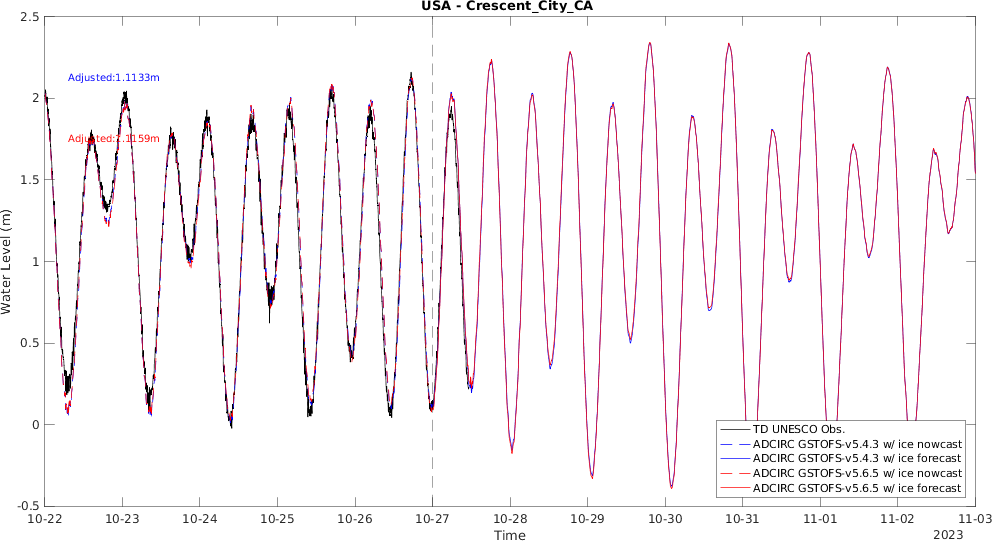 USA - Crescent_City_CA
2.5
2
1.5
1
0.5
0
-0.5
Water Level (m)
Adjusted:1.1133m
Adjusted:1.1159m
TD UNESCO Obs.
ADCIRC GSTOFS-v5.4.3 w/ ice nowcast
ADCIRC GSTOFS-v5.4.3 w/ ice forecast
ADCIRC GSTOFS-v5.6.5 w/ ice nowcast
ADCIRC GSTOFS-v5.6.5 w/ ice forecast
10-22 10-23 10-24 10-25 10-26 10-27 10-28 10-29 10-30 10-31 11-01 11-02 11-03
Time
2023